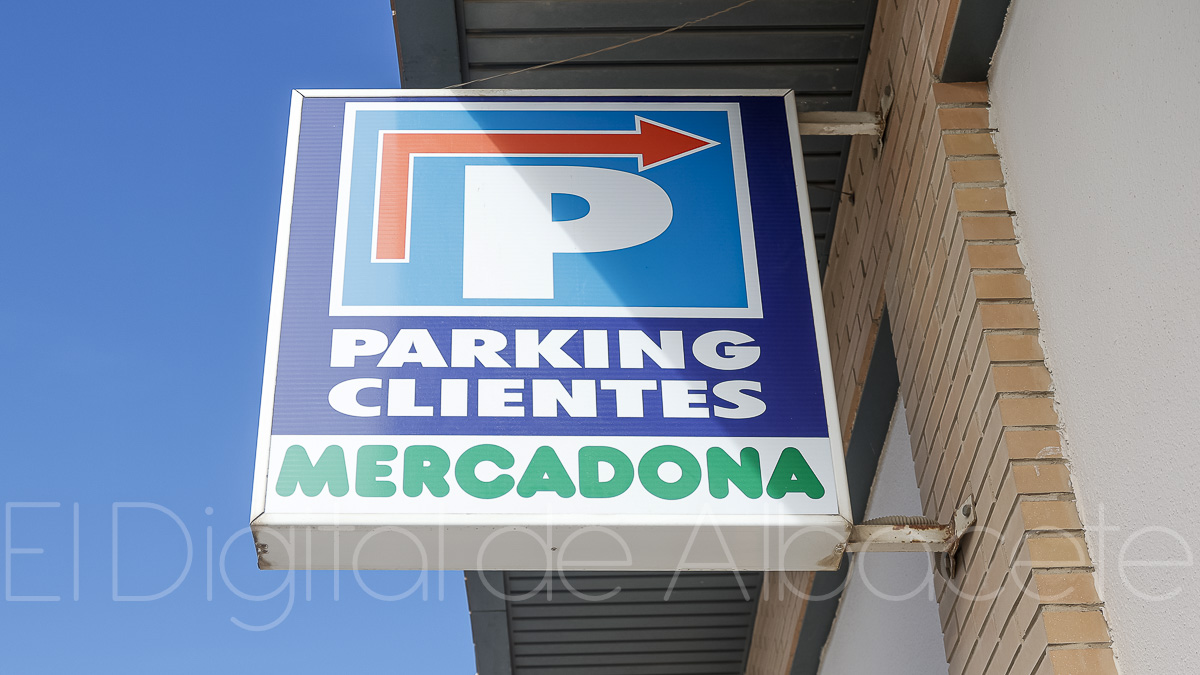 P
PARKING
CLIENTES
MERCADONA
El Digital de Albacete